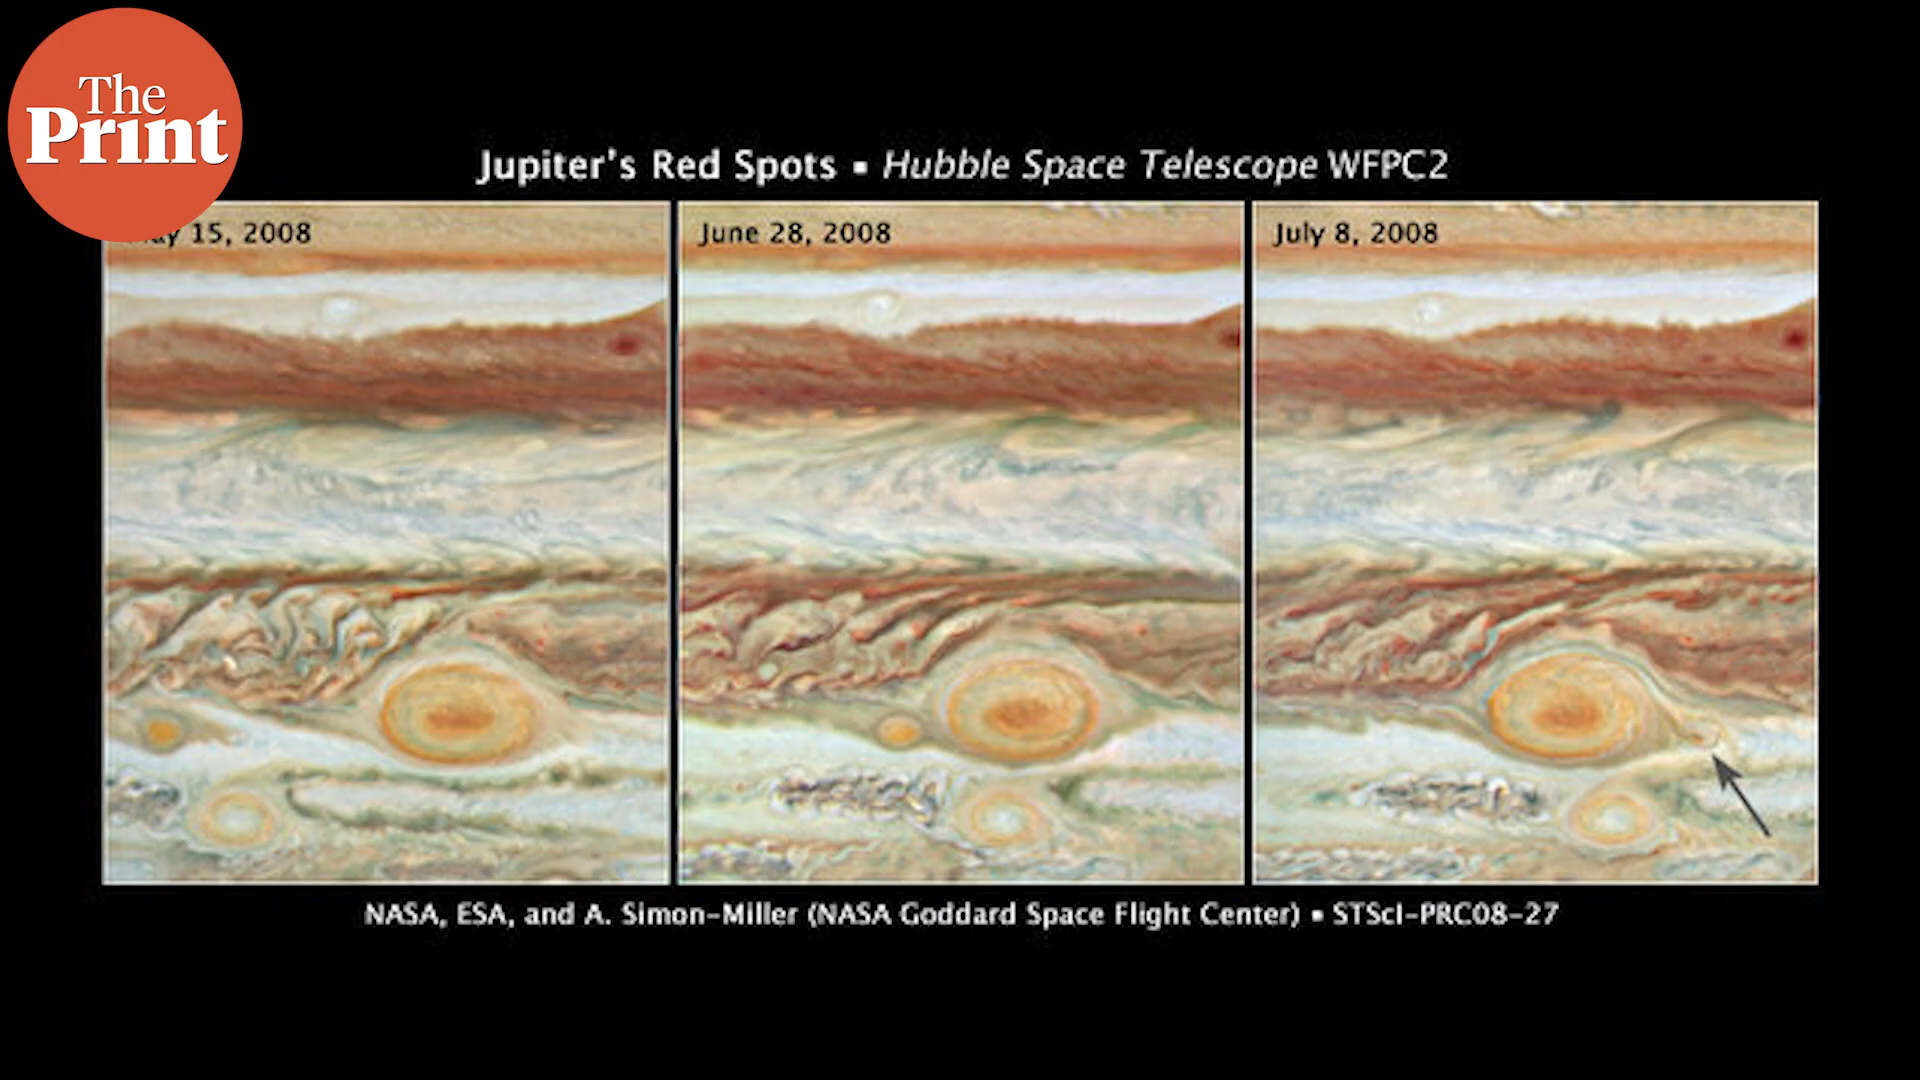 The
Print
Jupiter's Red Spots ▪ Hubble Space Telescope WFPC2
15, 2008
June 28, 2008
July 8, 2008
NASA, ESA, and A. Simon-Miller (NASA Goddard Space Flight Center) ▪ STScI-PRC08-27